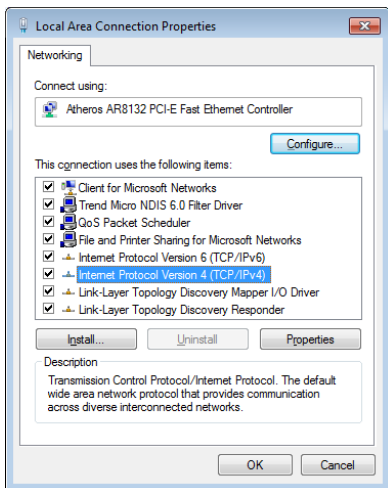 Local Area Connection Properties
Networking
Connect using:
Atheros AR8132 PCI-E Fast Ethernet Controller
Configure...
This connection uses the following items:
Client for Microsoft Networks
Trend Micro NDIS 6.0 Filter Driver
QoS Packet Scheduler
File and Printer Sharing for Microsoft Networks
Internet Protocol Version 6 (TCP/IPv6)
Internet Protocol Version 4 (TCP/IPv4)
Link-Layer Topology Discovery Mapper I/O Driver
Link-Layer Topology Discovery Responder
Install... Uninstall Properties
Description
Transmission Control Protocol/Internet Protocol. The default
wide area network protocol that provides communication
across diverse interconnected networks.
OK Cancel